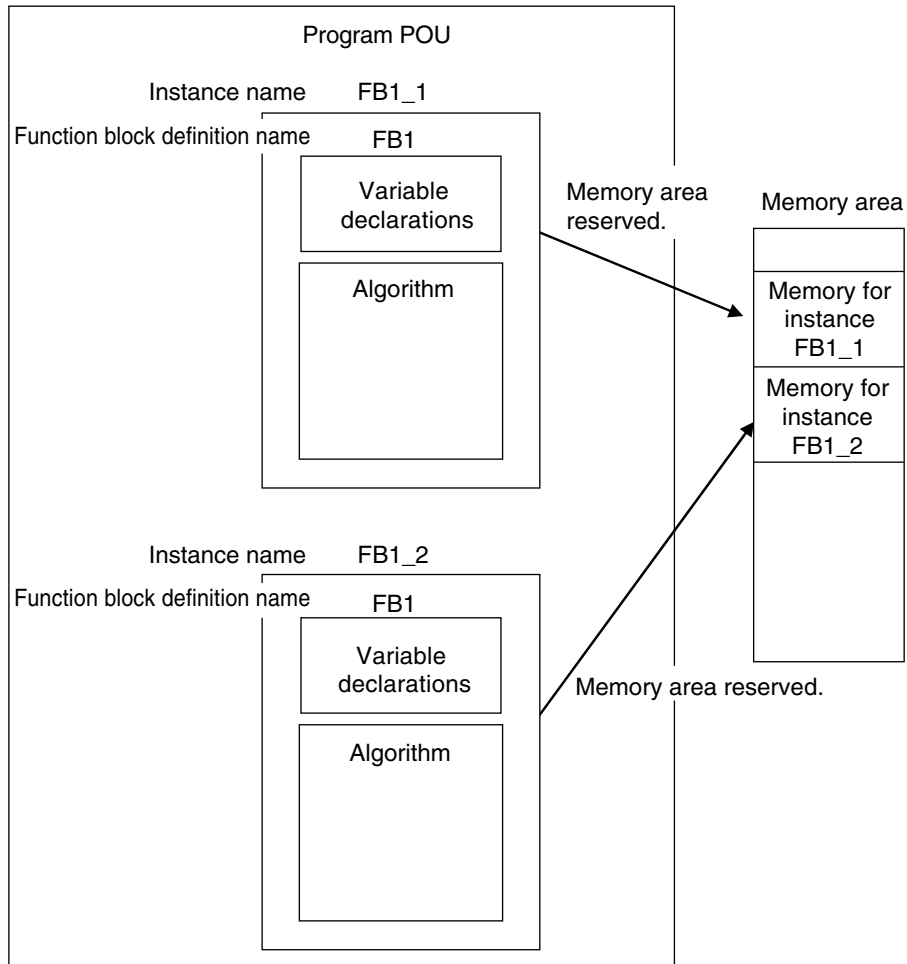 Program POU
Instance name FB1_1
Function block definition name
FB1
Variable
declarations
Algorithm
Memory area
reserved.
Memory area
Memory for
instance
FB1_1
Memory for
instance
FB1_2
Instance name FB1_2
Function block definition name
FB1
Variable
declarations
Memory area reserved.
Algorithm